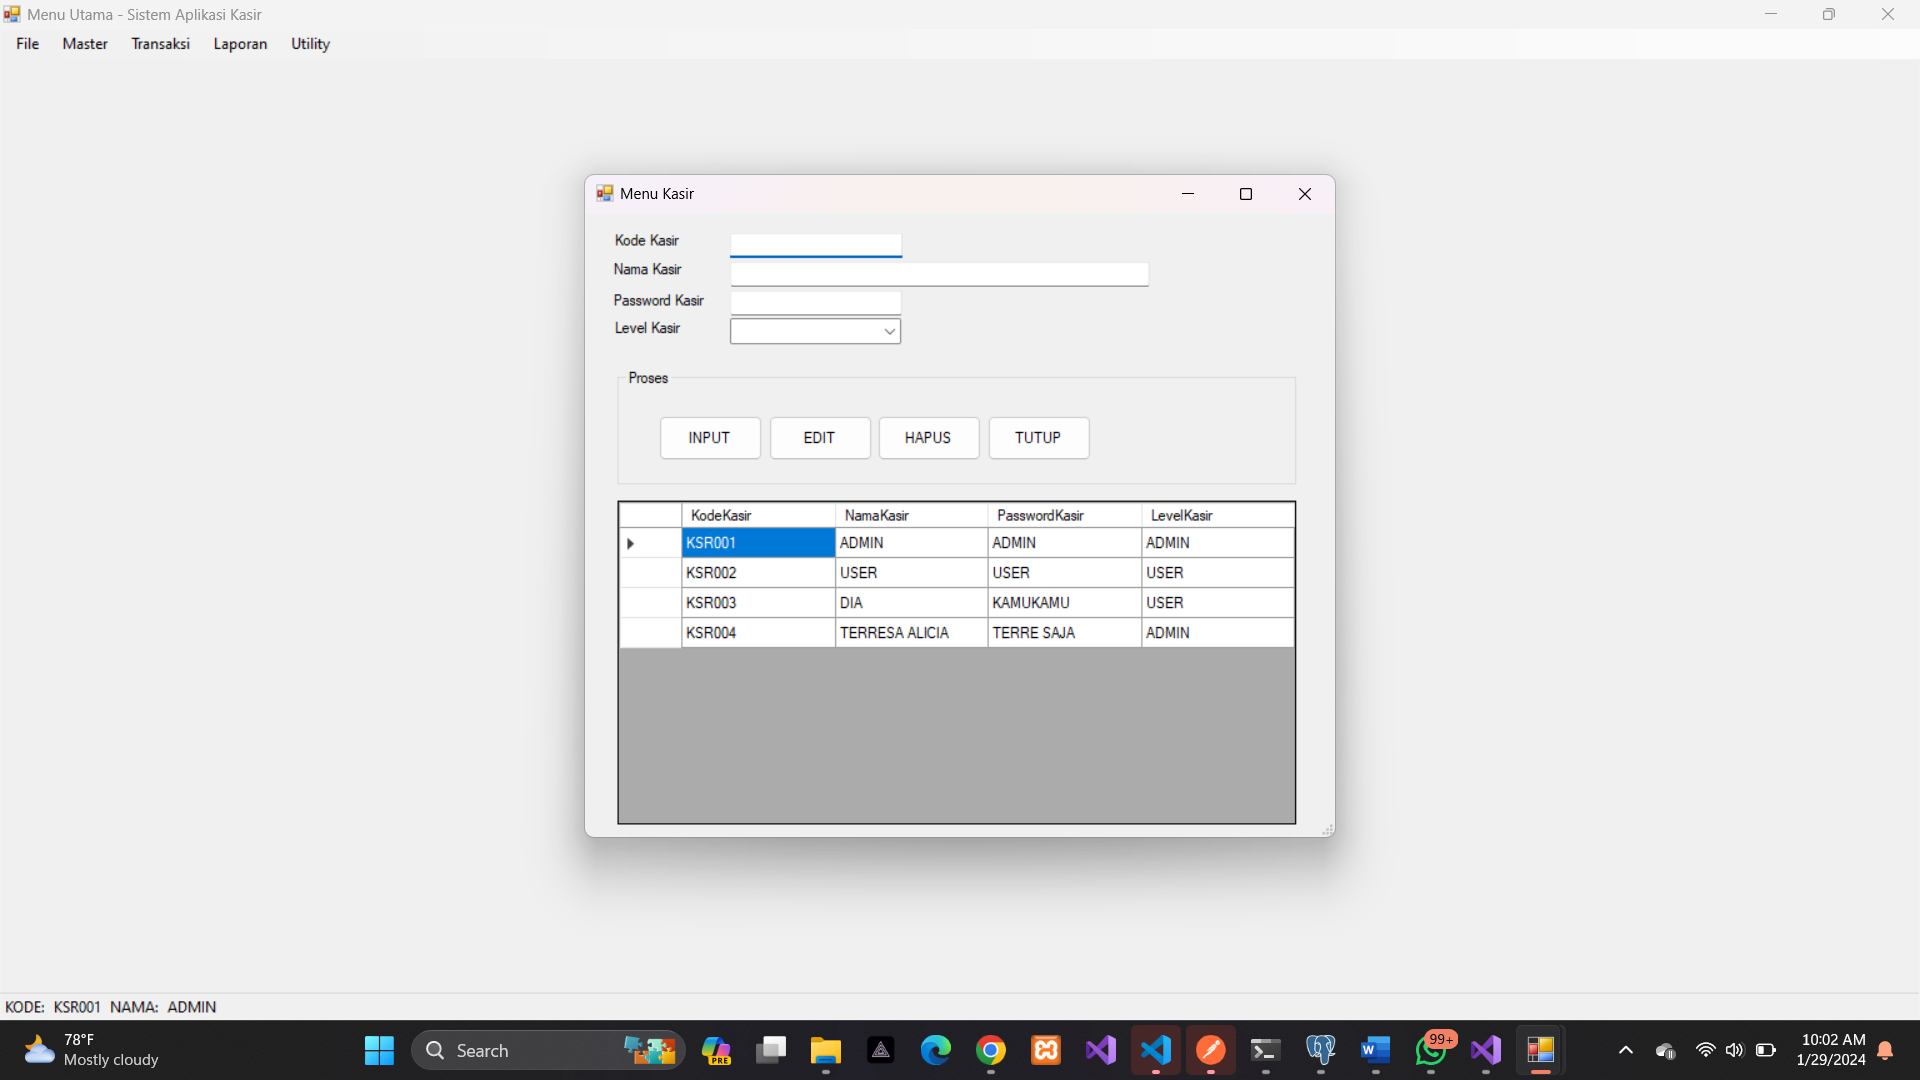 Menu Utama - Sistem Aplikasi Kasir
File Master Transaksi Laporan Utility
Menu Kasir
Kode Kasir
Nama Kasir
Password Kasir
Level Kasir
Proses
INPUT EDIT HAPUS TUTUP
KodeKasir NamaKasir PasswordKasir LevelKasir
KSR001 ADMIN ADMIN ADMIN
KSR002 USER USER USER
KSR003 DIA KAMUKAMU USER
KSR004 TERRESA ALICIA TERRE SAJA ADMIN
KODE: KSR001 NAMA: ADMIN
78°F
Mostly cloudy
Search
PRE
W
99+
10:02 AM
1/29/2024